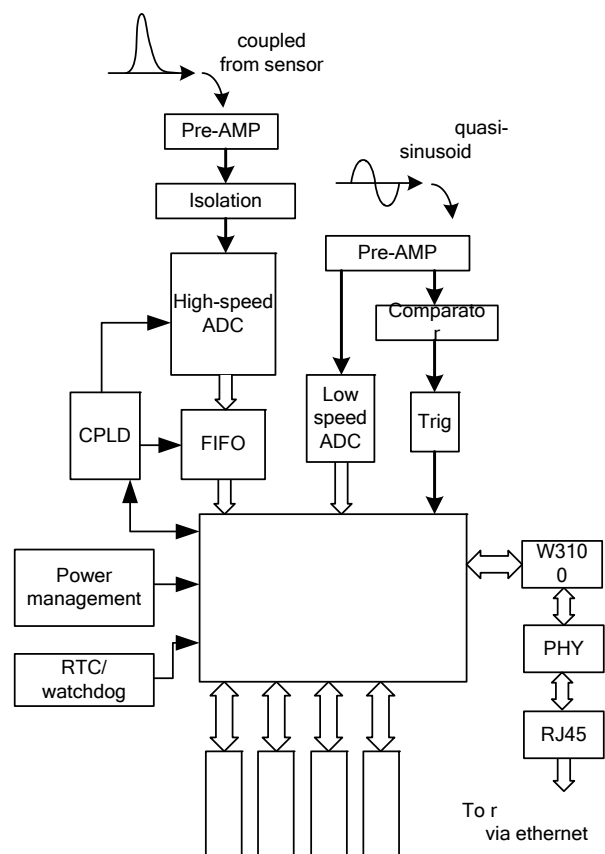 coupled
from sensor
Pre-AMP
Isolation
High-speed
ADC
quasi-
sinusoid
Pre-AMP
Comparato
r
Low
speed
ADC
Trig
CPLD
FIFO
Power
management
RTC/
watchdog
W310
0
PHY
RJ45
To r
via ethernet